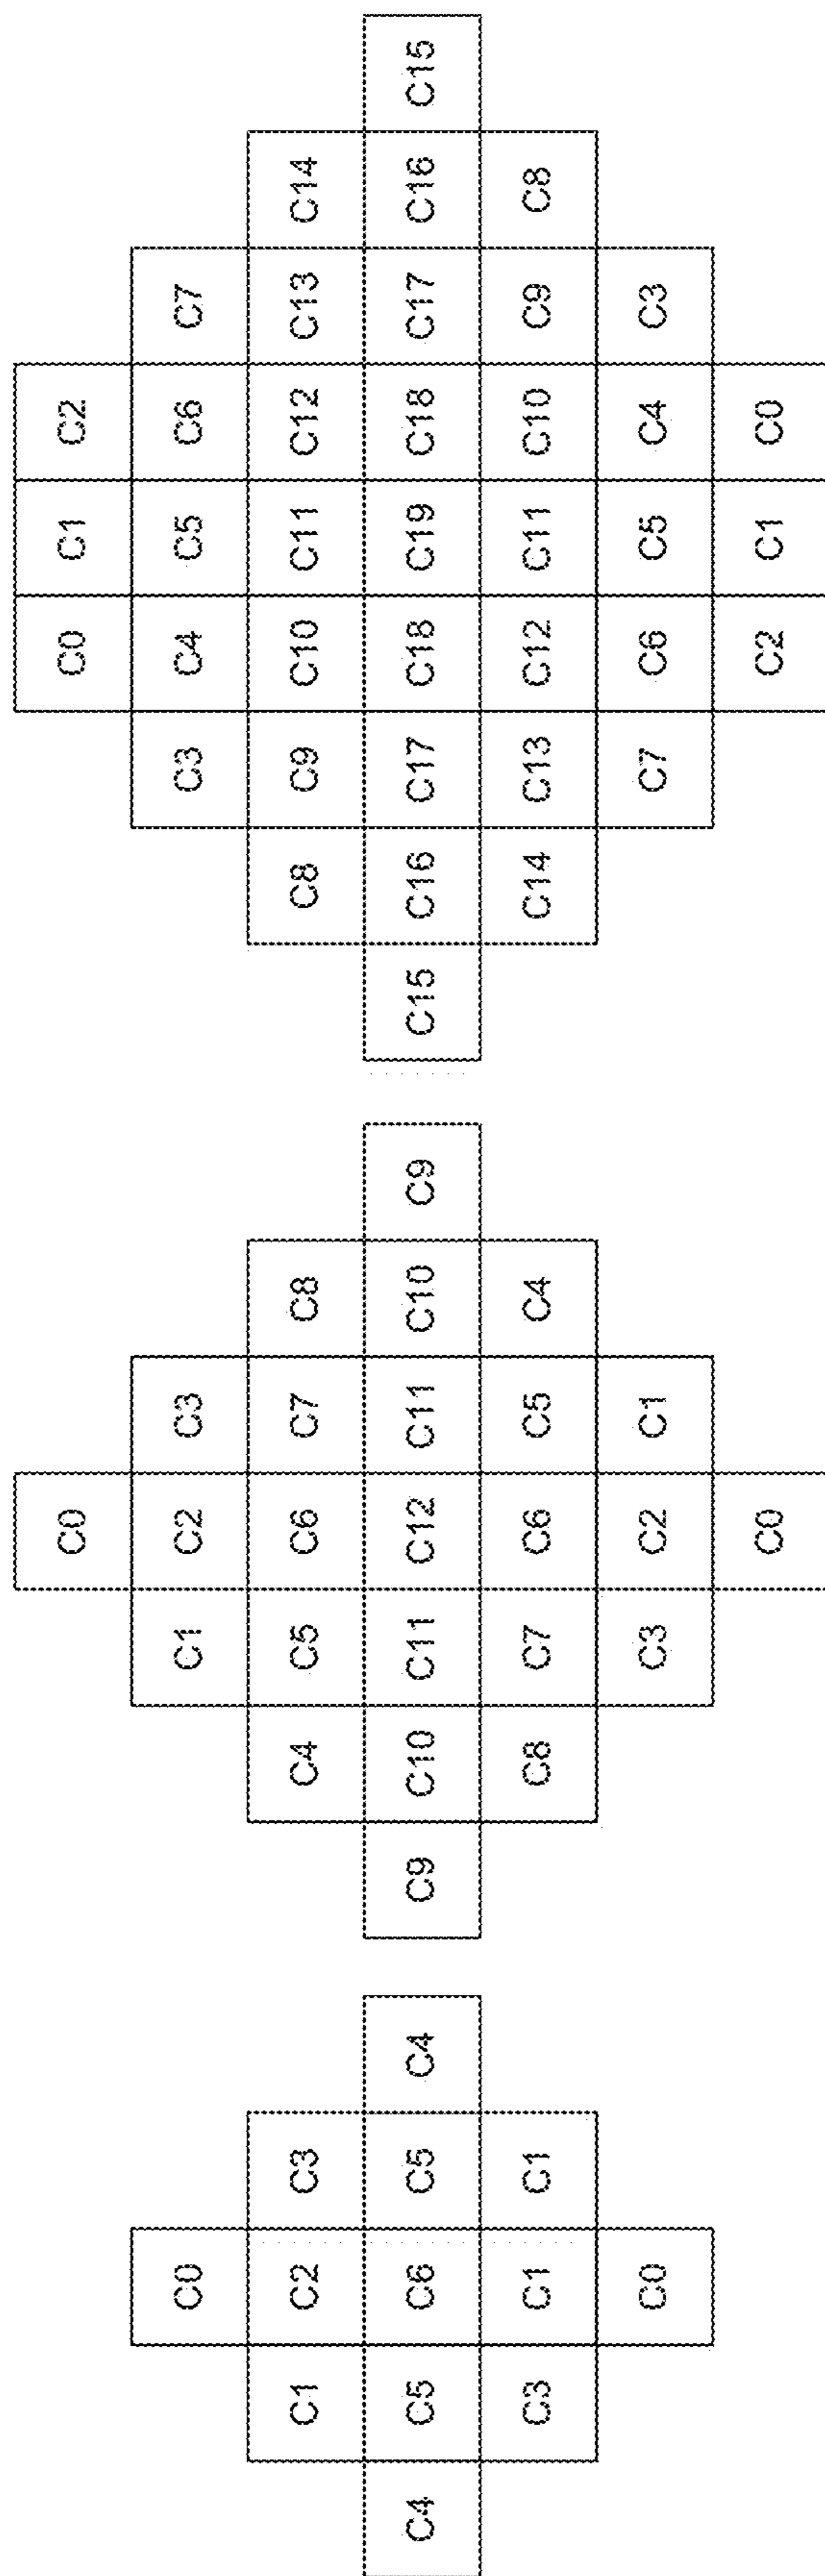 C0
C1 C2 C3
C4 C5 C6 C5 C4
C3 C1 C1
C0
C0
C1 C2 C3
C4 C5 C6 C7 C8
C9 C10 C11 C12 C11 C10 C9
C8 C7 C6 C5 C4
C3 C2 C1
C0
C0 C1 C2
C3 C4 C5 C6 C7
C8 C9 C10 C11 C12 C13 C14
C15 C16 C17 C18 C19 C18 C17 C16 C15
C14 C13 C12 C11 C10 C9 C8
C7 C6 C5 C4 C3
C2 C1 C0